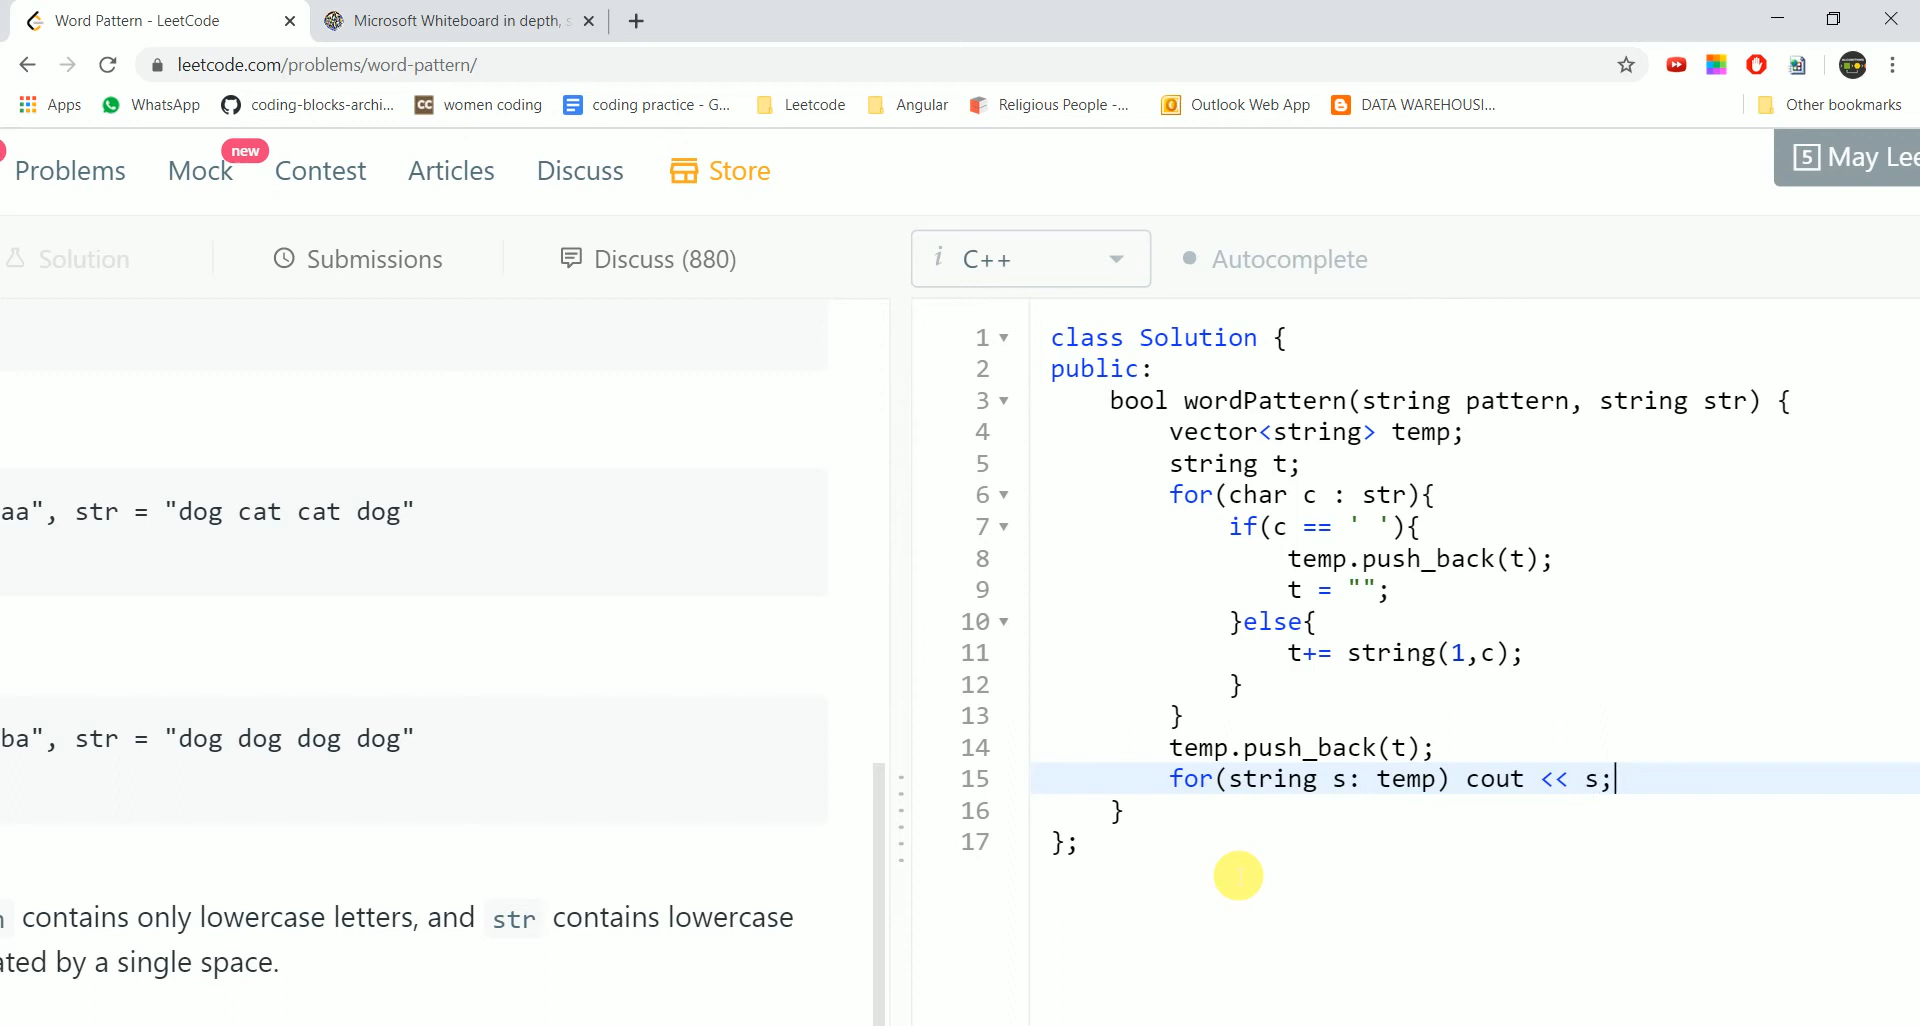 Word Pattern - LeetCode
Microsoft Whiteboard in depth,
leetcode.com/problems/word-pattern/
Apps WhatsApp coding-blocks-archi... CC women coding coding practice - G... Leetcode Angular Religious People -... Outlook Web App DATA WAREHOUSI... Other bookmarks
new
Problems Mock Contest Articles Discuss Store
5 May Lee
Solution Submissions Discuss (880)
i C++ Autocomplete
aa", str = "dog cat cat dog"
ba", str = "dog dog dog dog"
contains only lowercase letters, and str contains lowercase
ated by a single space.
1 class Solution {
2 public:
3 bool wordPattern(string pattern, string str) {
4 vector<string> temp;
5 string t;
6 for(char c : str){
7 if(c == ' '){
8 temp.push_back(t);
9 t = "";
10 }else{
11 t+= string(1,c);
12 }
13 }
14 temp.push_back(t);
15 for(string s: temp) cout << s;
16 }
17 };